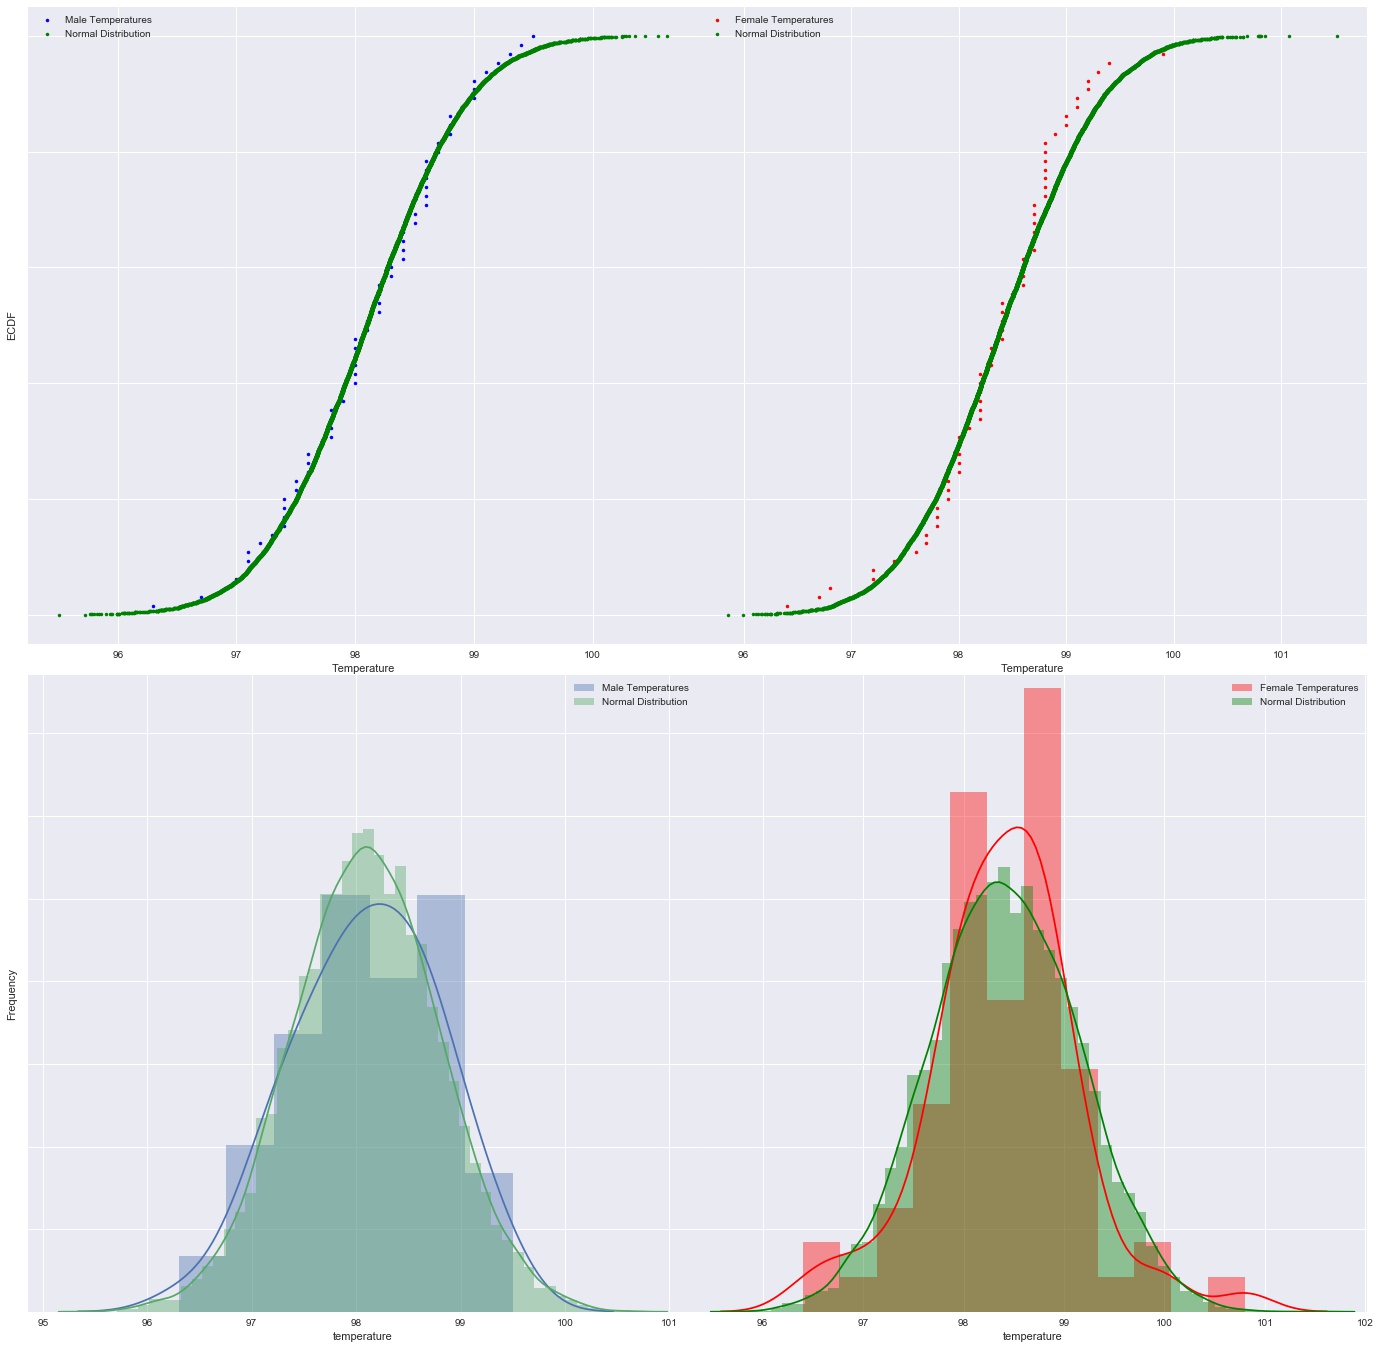 Male Temperatures
Normal Distribution
Female Temperatures
Normal Distribution
ECDF
96 97 98 99 100
96 97 98 99 100 101
Temperature
Temperature
Male Temperatures
Normal Distribution
Female Temperatures
Normal Distribution
Frequency
95 96 97 98 99 100 101
96 97 98 99 100 101 102
temperature
temperature